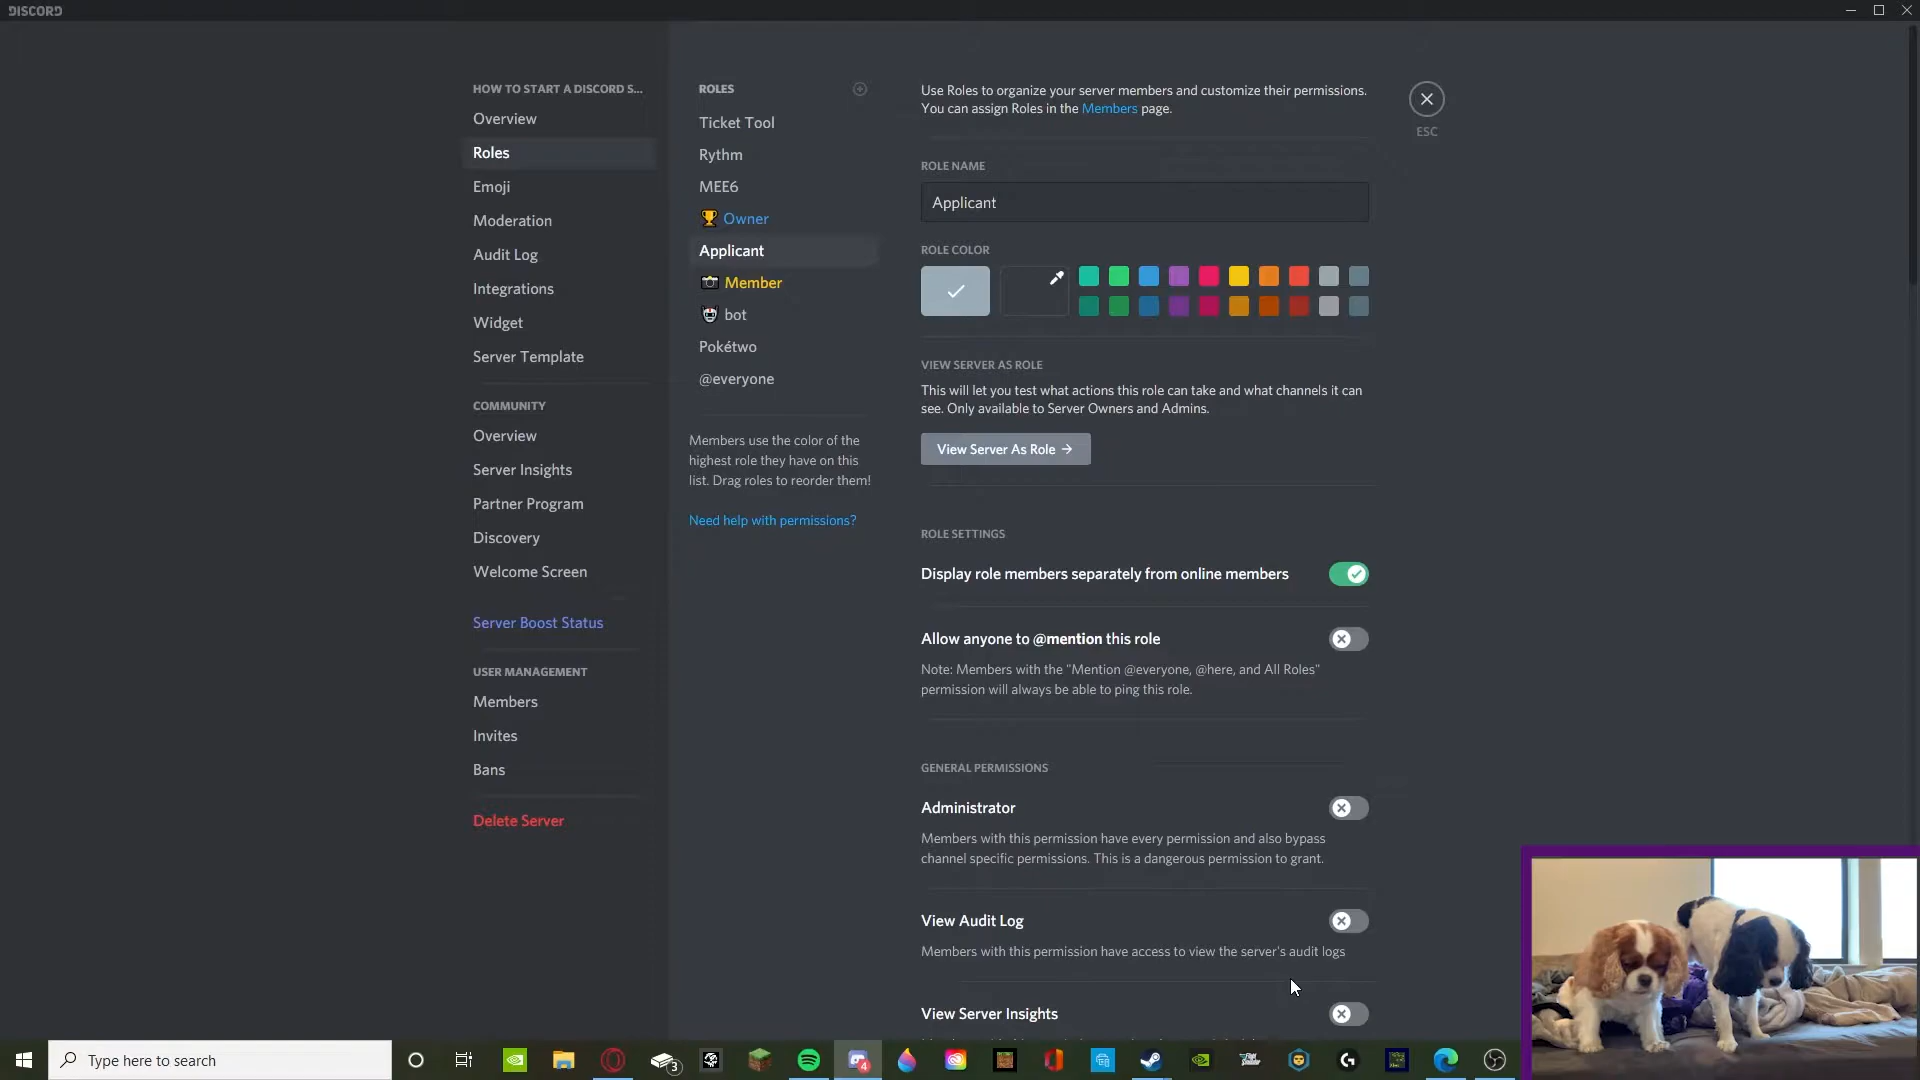 DISCORD
HOW TO START A DISCORD S...
Overview
Roles
Emoji
Moderation
Audit Log
Integrations
Widget
Server Template
COMMUNITY
Overview
Server Insights
Partner Program
Discovery
Welcome Screen
Server Boost Status
USER MANAGEMENT
Members
Invites
Bans
Delete Server
ROLES
Ticket Tool
Rythm
MEE6
Owner
Applicant
Member
bot
Pokétwo
@everyone
Members use the color of the
highest role they have on this
list. Drag roles to reorder them!
Need help with permissions?
Use Roles to organize your server members and customize their permissions.
You can assign Roles in the Members page.
ESC
ROLE NAME
Applicant
ROLE COLOR
VIEW SERVER AS ROLE
This will let you test what actions this role can take and what channels it can
see. Only available to Server Owners and Admins.
View Server As Role →
ROLE SETTINGS
Display role members separately from online members
Allow anyone to @mention this role
Note: Members with the "Mention @everyone, @here, and All Roles"
permission will always be able to ping this role.
GENERAL PERMISSIONS
Administrator
Members with this permission have every permission and also bypass
channel specific permissions. This is a dangerous permission to grant.
View Audit Log
Members with this permission have access to view the server's audit logs
View Server Insights
Type here to search
3
4